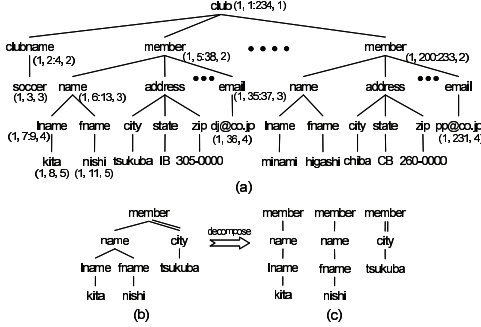 club(1, 1:234, 1)
clubname (1, 2:4, 2) member (1, 5:38, 2) member (1, 200:233, 2)
soccer (1, 3, 3) name (1, 6:13, 3) address email (1, 35:37, 3) name address email
lname (1, 7:9, 4) fname city state zip dj@co.jp (1, 36, 4) lname fname city state zip pp@co.jp (1, 231, 4)
kita (1, 8, 5) nishi (1, 11, 5) tsukuba IB 305-0000 minami higashi chiba CB 260-0000
(a)
member decompose member member member
name city name name city
lname fname tsukuba lname fname tsukuba
kita nishi kita nishi
(b) (c)